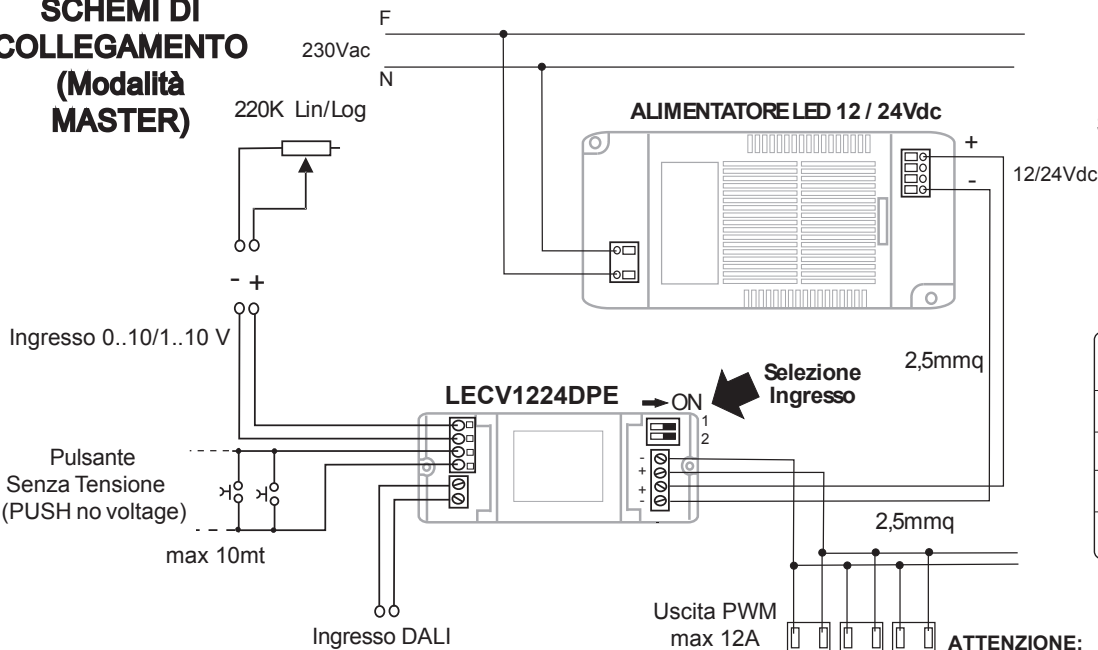 SCHEMI DI
COLLEGAMENTO
(Modalità
MASTER)
F
230Vac
N
220K Lin/Log
ALIMENTATORE LED 12 / 24Vdc
+
-
12/24Vdc
- +
Ingresso 0..10/1..10 V
2,5mmq
LECV1224DPE
ON
Selezione
Ingresso
1
2
-
+
+
-
Pulsante
Senza Tensione
(PUSH no voltage)
max 10mt
2,5mmq
Ingresso DALI
Uscita PWM
max 12A
ATTENZIONE: